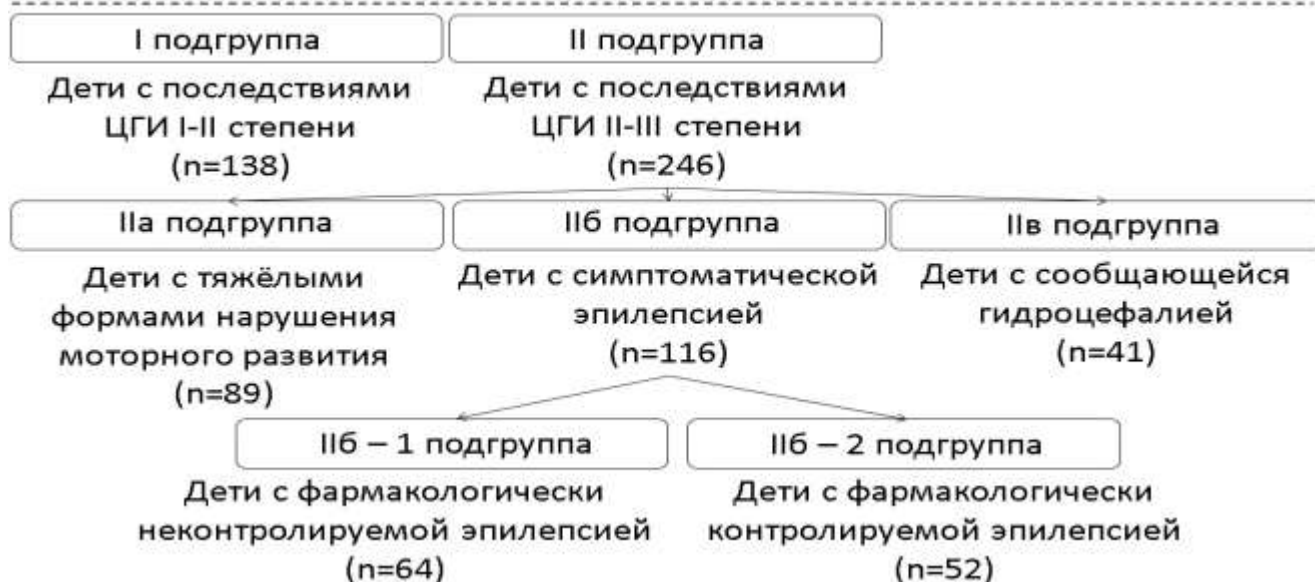 I подгруппа
II подгруппа
Дети с последствиями
ЦГИ I-II степени
(n=138)
Дети с последствиями
ЦГИ II-III степени
(n=246)
IIа подгруппа
IIб подгруппа
IIв подгруппа
Дети с тяжёлыми
формами нарушения
моторного развития
(n=89)
Дети с симптоматической
эпилепсией
(n=116)
Дети с сообщающейся
гидроцефалией
(n=41)
IIб – 1 подгруппа
IIб – 2 подгруппа
Дети с фармакологически
неконтролируемой эпилепсией
(n=64)
Дети с фармакологически
контролируемой эпилепсией
(n=52)